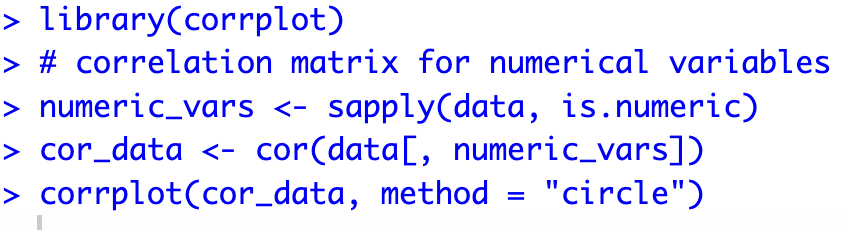 > library(corrplot)
> # correlation matrix for numerical variables
> numeric_vars <- sapply(data, is.numeric)
> cor_data <- cor(data[, numeric_vars])
> corrplot(cor_data, method = "circle")